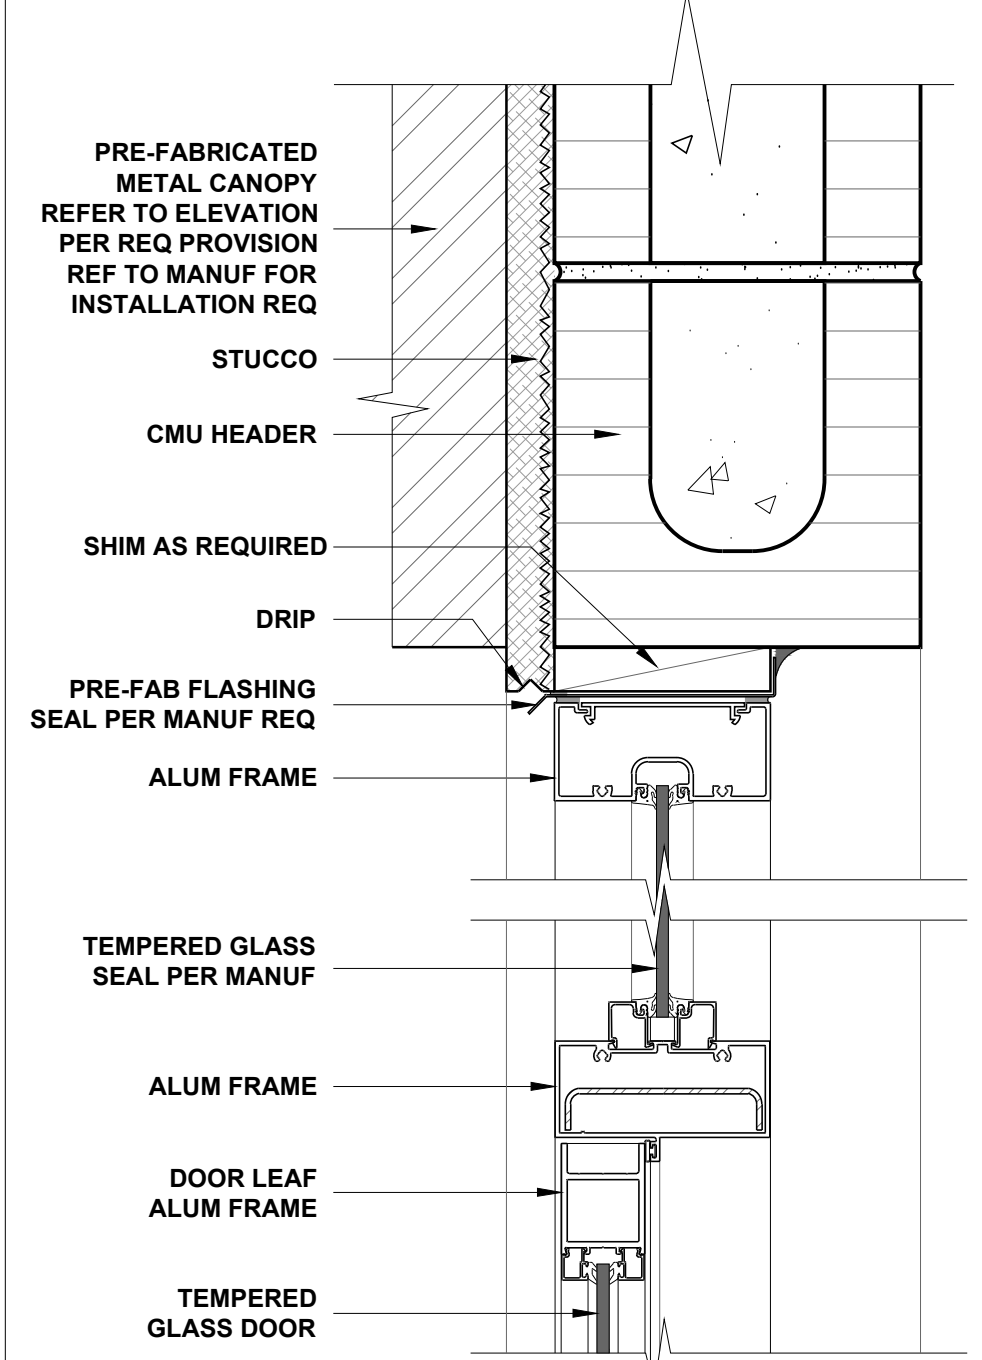 PRE-FABRICATED
METAL CANOPY
REFER TO ELEVATION
PER REQ PROVISION
REF TO MANUF FOR
INSTALLATION REQ
STUCCO
CMU HEADER
SHIM AS REQUIRED
DRIP
PRE-FAB FLASHING
SEAL PER MANUF REQ
ALUM FRAME
TEMPERED GLASS
SEAL PER MANUF
ALUM FRAME
DOOR LEAF
ALUM FRAME
TEMPERED
GLASS DOOR